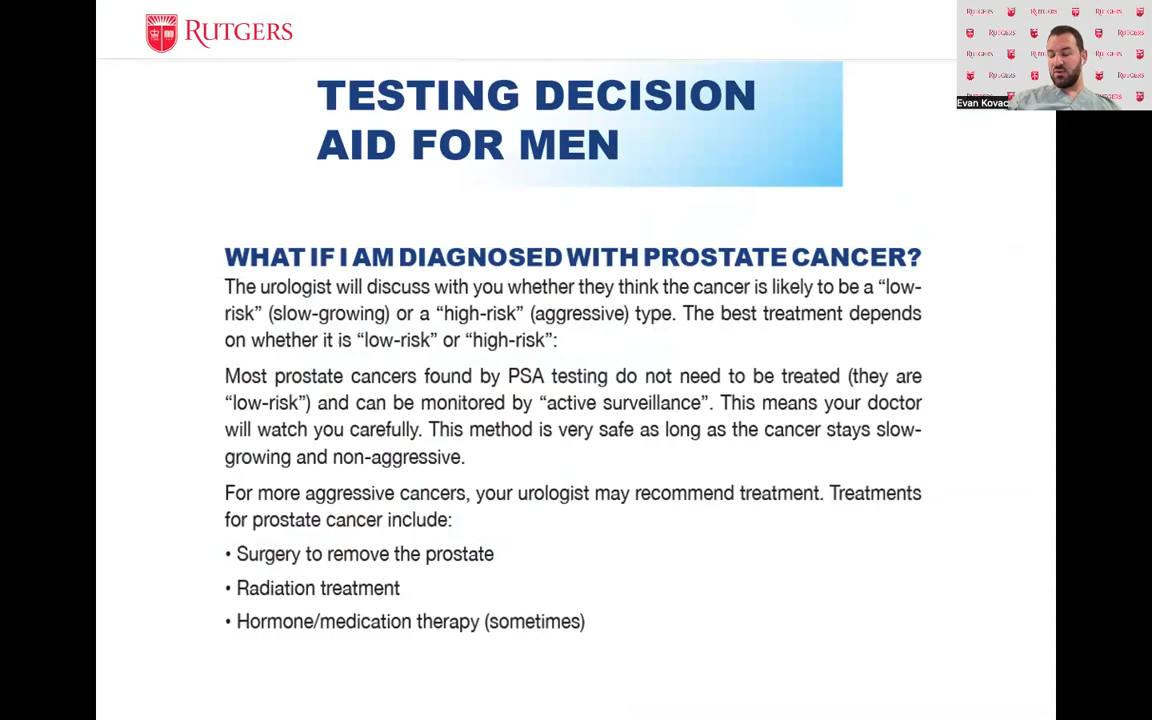 RUTGERS
TESTING DECISION
AID FOR MEN
WHAT IF I AM DIAGNOSED WITH PROSTATE CANCER?
The urologist will discuss with you whether they think the cancer is likely to be a “low-
risk” (slow-growing) or a “high-risk” (aggressive) type. The best treatment depends
on whether it is “low-risk” or “high-risk”:
Most prostate cancers found by PSA testing do not need to be treated (they are
“low-risk”) and can be monitored by “active surveillance”. This means your doctor
will watch you carefully. This method is very safe as long as the cancer stays slow-
growing and non-aggressive.
For more aggressive cancers, your urologist may recommend treatment. Treatments
for prostate cancer include:
• Surgery to remove the prostate
• Radiation treatment
• Hormone/medication therapy (sometimes)
Evan Kovac